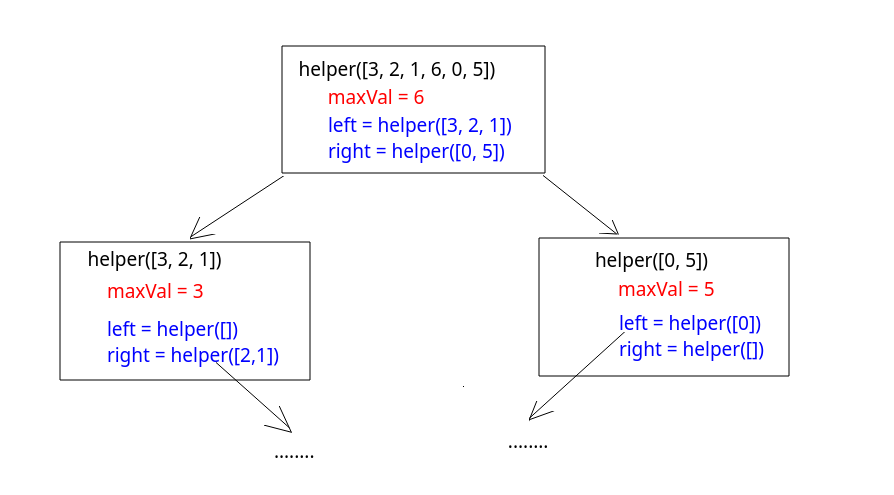 helper([3, 2, 1, 6, 0, 5])
maxVal = 6
left = helper([3, 2, 1])
right = helper([0, 5])
helper([3, 2, 1])
maxVal = 3
left = helper([])
right = helper([2,1])
........
helper([0, 5])
maxVal = 5
left = helper([0])
right = helper([])
........